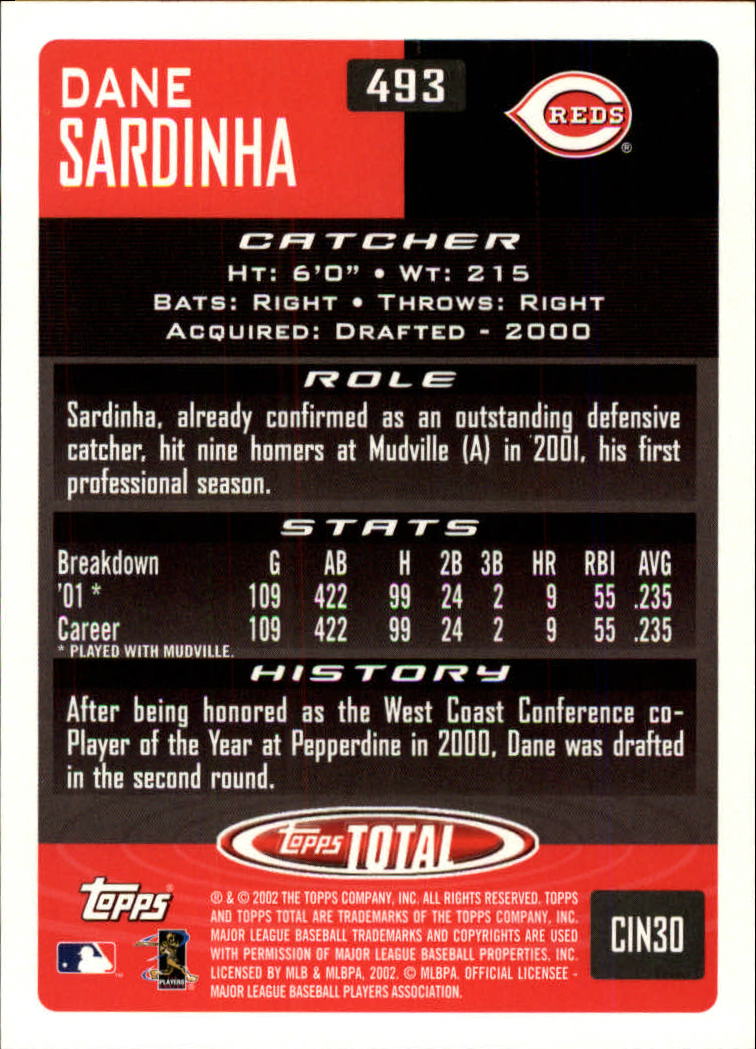 DANE
SARDINHA
493
REDS
®
CATCHER
HT: 6'0" • WT: 215
BATS: RIGHT • THROWS: RIGHT
ACQUIRED: DRAFTED - 2000
ROLE
Sardinha, already confirmed as an outstanding defensive
catcher, hit nine homers at Mudville (A) in 2001, his first
professional season.
STATS
Breakdown G AB H 2B 3B HR RBI AVG
'01 * 109 422 99 24 2 9 55 .235
Career 109 422 99 24 2 9 55 .235
* PLAYED WITH MUDVILLE.
HISTORY
After being honored as the West Coast Conference co-
Player of the Year at Pepperdine in 2000, Dane was drafted
in the second round.
Topps TOTAL
Topps®
® & © 2002 THE TOPPS COMPANY, INC. ALL RIGHTS RESERVED. TOPPS
AND TOPPS TOTAL ARE TRADEMARKS OF THE TOPPS COMPANY, INC.
MAJOR LEAGUE BASEBALL TRADEMARKS AND COPYRIGHTS ARE USED
WITH PERMISSION OF MAJOR LEAGUE BASEBALL PROPERTIES, INC.
LICENSED BY MLB & MLBPA, 2002. © MLBPA. OFFICIAL LICENSEE -
MAJOR LEAGUE BASEBALL PLAYERS ASSOCIATION.
CIN30
PLAYERS